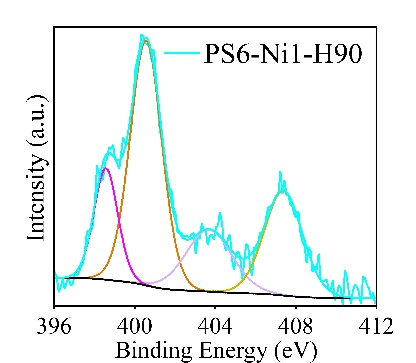 PS6-Ni1-H90
Intensity (a.u.)
396 400 404 408 412
Binding Energy (eV)